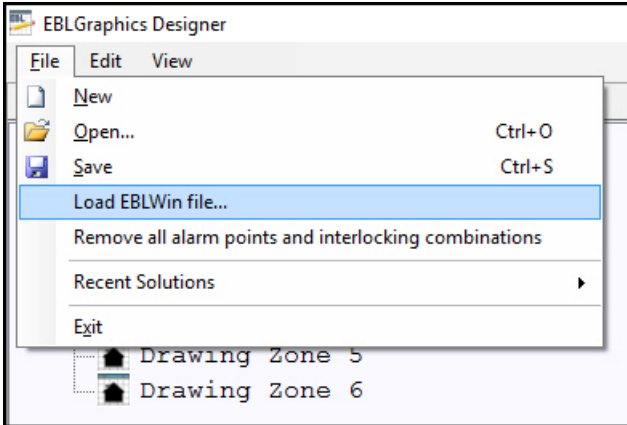 EBL EBLGraphics Designer
File Edit View
New
Open... Ctrl+O
Save Ctrl+S
Load EBLWin file...
Remove all alarm points and interlocking combinations
Recent Solutions
Exit
Drawing Zone 5
Drawing Zone 6